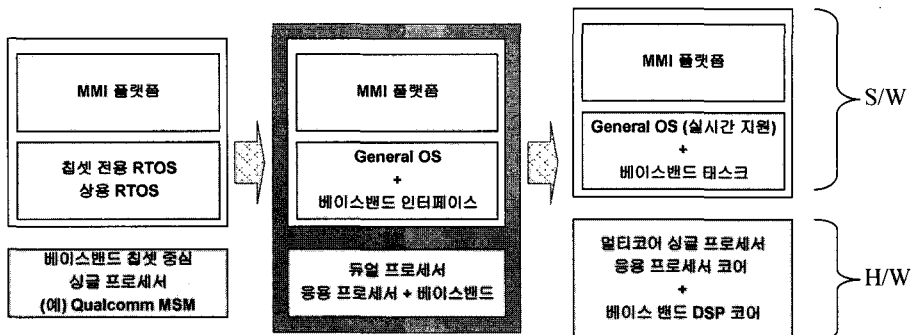 MMI 플랫폼
칩셋 전용 RTOS
상용 RTOS
베이스밴드 칩셋 중심
싱글 프로세서
(예) Qualcomm MSM
MMI 플랫폼
General OS
+
베이스밴드 인터페이스
듀얼 프로세서
응용 프로세서 + 베이스밴드
MMI 플랫폼
General OS (실시간 지원)
+
베이스밴드 태스크
멀티코어 싱글 프로세서
응용 프로세서 코어
+
베이스 밴드 DSP 코어
S/W
H/W